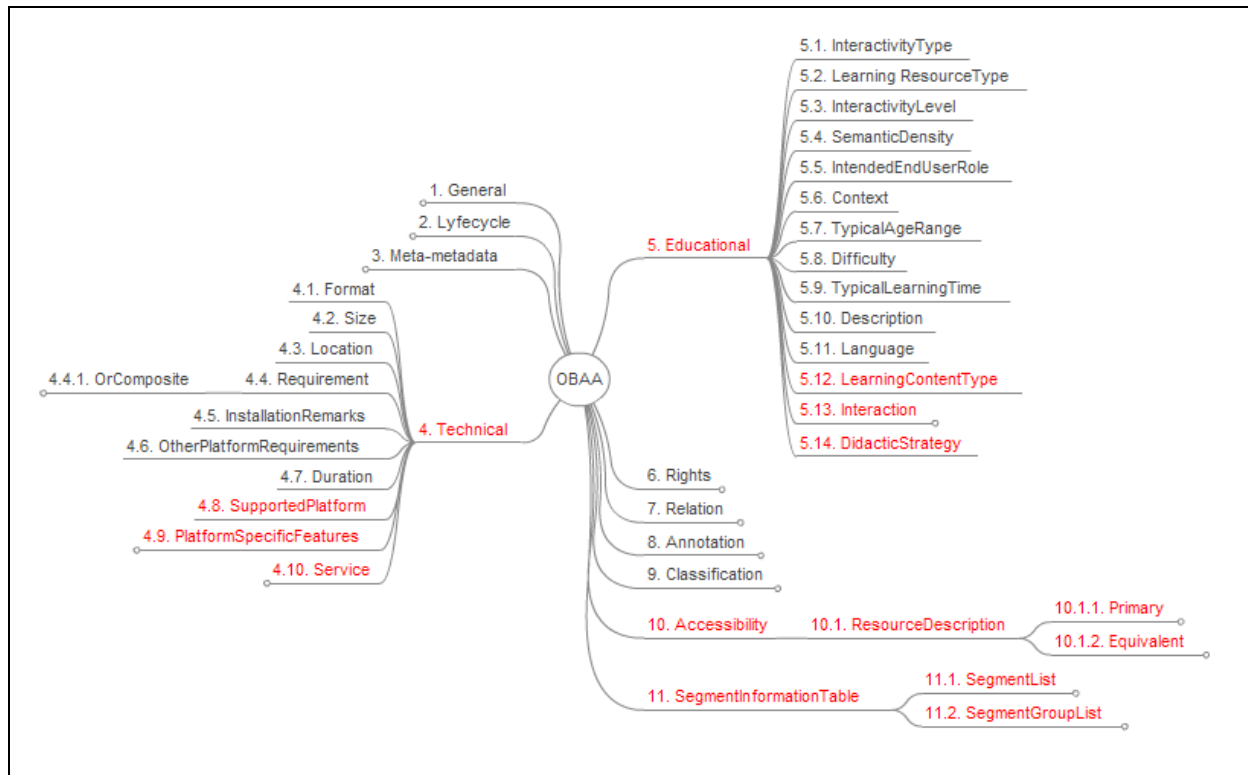 OBAA
1. General
2. Lyfecycle
3. Meta-metadata
4. Technical
4.1. Format
4.2. Size
4.3. Location
4.4. Requirement
4.4.1. OrComposite
4.5. InstallationRemarks
4.6. OtherPlatformRequirements
4.7. Duration
4.8. SupportedPlatform
4.9. PlatformSpecificFeatures
4.10. Service
5. Educational
5.1. InteractivityType
5.2. Learning ResourceType
5.3. InteractivityLevel
5.4. SemanticDensity
5.5. IntendedEndUserRole
5.6. Context
5.7. TypicalAgeRange
5.8. Difficulty
5.9. TypicalLearningTime
5.10. Description
5.11. Language
5.12. LearningContentType
5.13. Interaction
5.14. DidacticStrategy
6. Rights
7. Relation
8. Annotation
9. Classification
10. Accessibility
10.1. ResourceDescription
10.1.1. Primary
10.1.2. Equivalent
11. SegmentInformationTable
11.1. SegmentList
11.2. SegmentGroupList